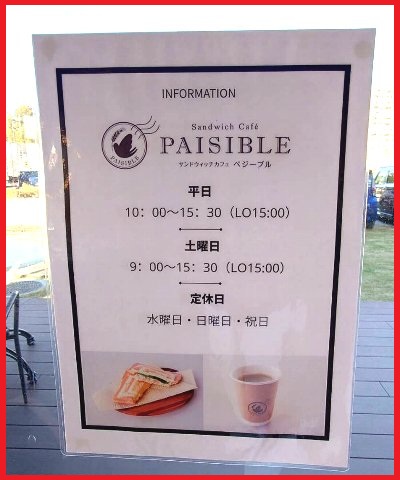 INFORMATION
Sandwich Café
PAISIBLE
PAISIBLE
サンドウィッチカフェ ペジーブル
平日
10：00～15：30（LO15:00）
土曜日
9：00～15：30（LO15:00）
定休日
水曜日・日曜日・祝日